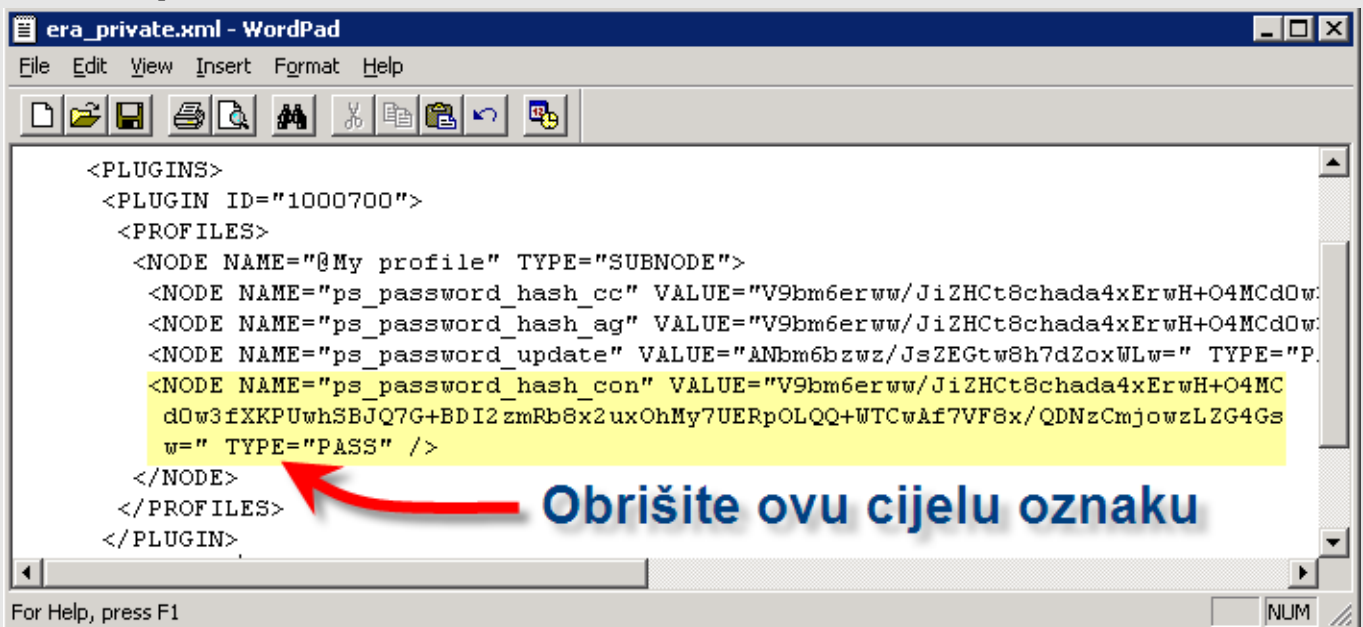 era_private.xml - WordPad
File Edit View Insert Format Help
<PLUGINS>
<PLUGIN ID="1000700">
<PROFILES>
<NODE NAME="@My profile" TYPE="SUBNODE">
<NODE NAME="ps_password_hash_cc" VALUE="V9bm6erww/JiZHCt8chada4xErwH+O4MCdOw
<NODE NAME="ps_password_hash_ag" VALUE="V9bm6erww/JiZHCt8chada4xErwH+O4MCdOw
<NODE NAME="ps_password_update" VALUE="ANbm6bzwz/JsZEGtw8h7dZoxWLw=" TYPE="P
<NODE NAME="ps_password_hash_con" VALUE="V9bm6erww/JiZHCt8chada4xErwH+O4MC
dOw3fXKPUwhSBJQ7G+BDI2zmRb8x2uxOhMy7UERpOLQQ+WTCwAf7VF8x/QDNzCmjowzLZG4Gs
w=" TYPE="PASS" />
</NODE>
</PROFILES>
</PLUGIN>
Obrišite ovu cijelu oznaku
For Help, press F1
NUM